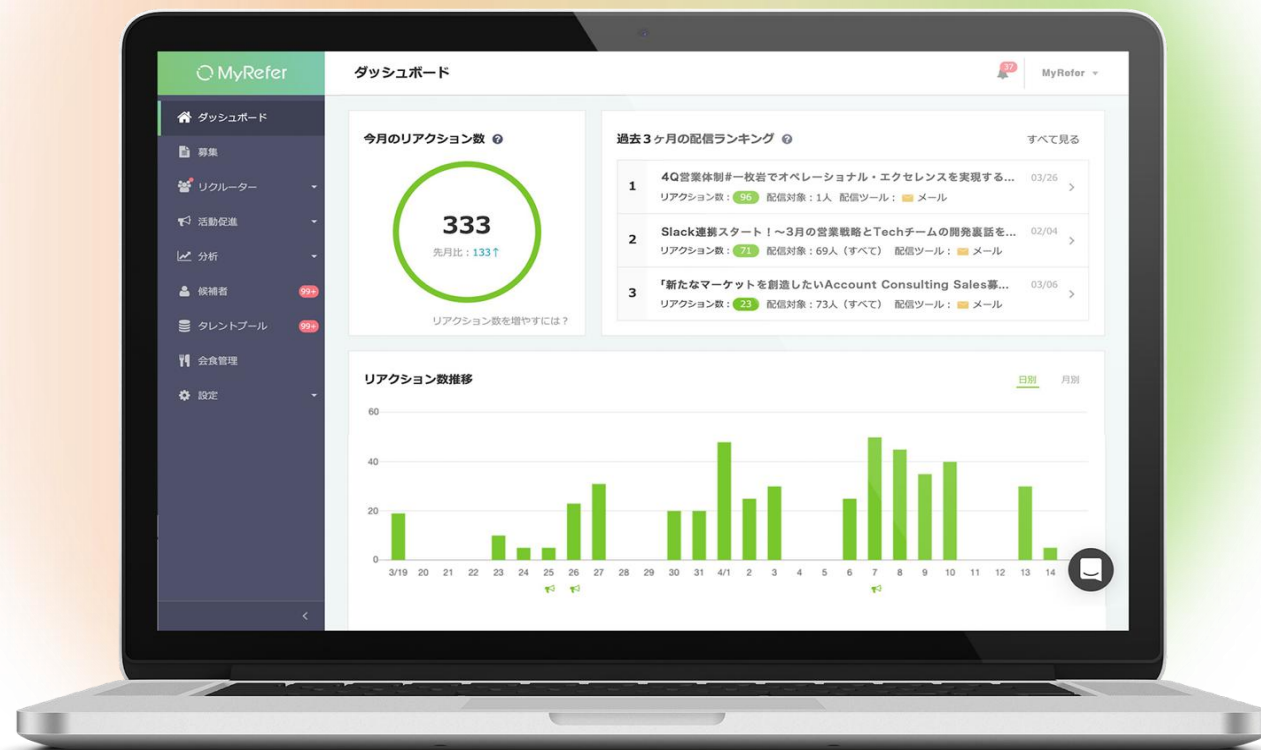 MyRefer
ダッシュボード
37
MyRefer
ダッシュボード
募集
リクルーター
活動促進
分析
候補者 99+
タレントプール 99+
会食管理
設定
今月のリアクション数
333
先月比：133↑
リアクション数を増やすには？
過去3ヶ月の配信ランキング
すべて見る
1
4Q営業体制#一枚岩でオペレーショナル・エクセレンスを実現する... 03/26
リアクション数： 96 配信対象：1人 配信ツール： メール
2
Slack連携スタート！〜3月の営業戦略とTechチームの開発裏話を... 02/04
リアクション数： 71 配信対象：69人（すべて） 配信ツール： メール
3
「新たなマーケットを創造したいAccount Consulting Sales募... 03/06
リアクション数： 23 配信対象：73人（すべて） 配信ツール： メール
リアクション数推移
日別 月別
60
40
20
0
3/19 20 21 22 23 24 25 26 27 28 29 30 31 4/1 2 3 4 5 6 7 8 9 10 11 12 13 14